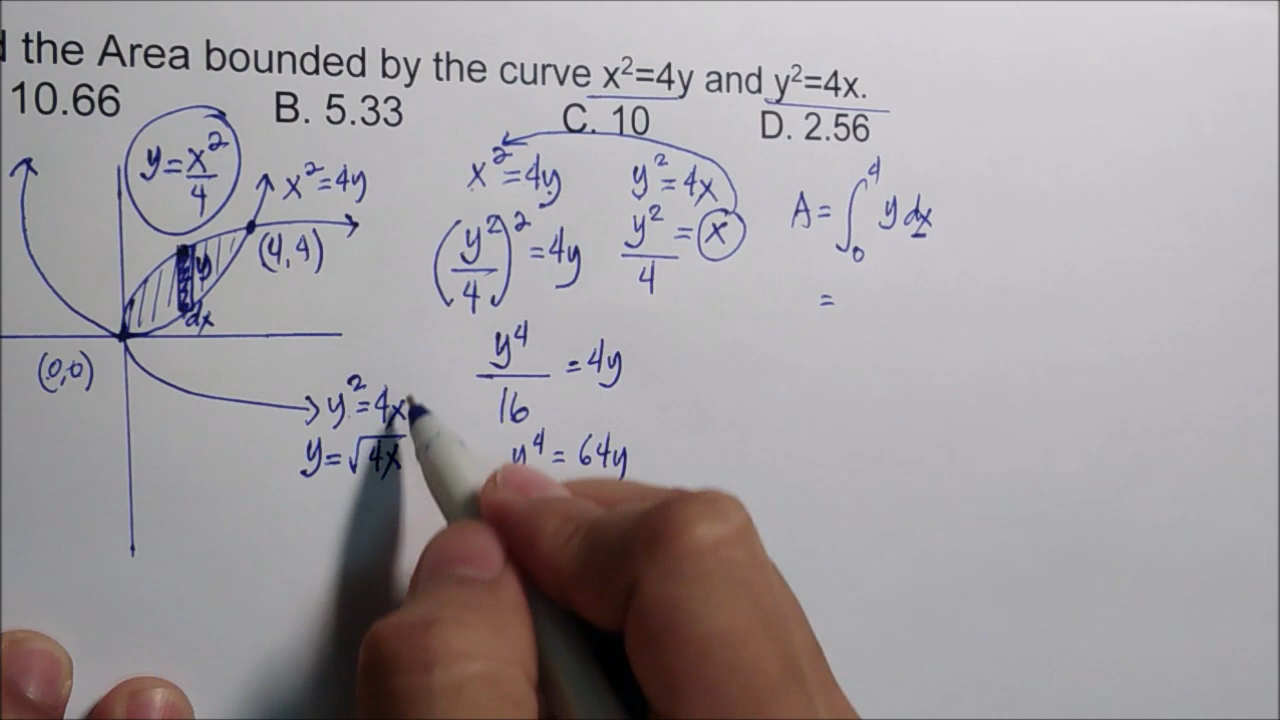 the Area bounded by the curve x²=4y and y²=4x.
10.66 B. 5.33 C. 10 D. 2.56
y=x²/4
x²=4y
(4,4)
y
dx
(0,0)
y²=4x
y=√4x
x²=4y
(y²/4)²=4y
y⁴/16=4y
y⁴=64y
y²=4x
y²/4=x
A=∫₀⁴ y dx
=